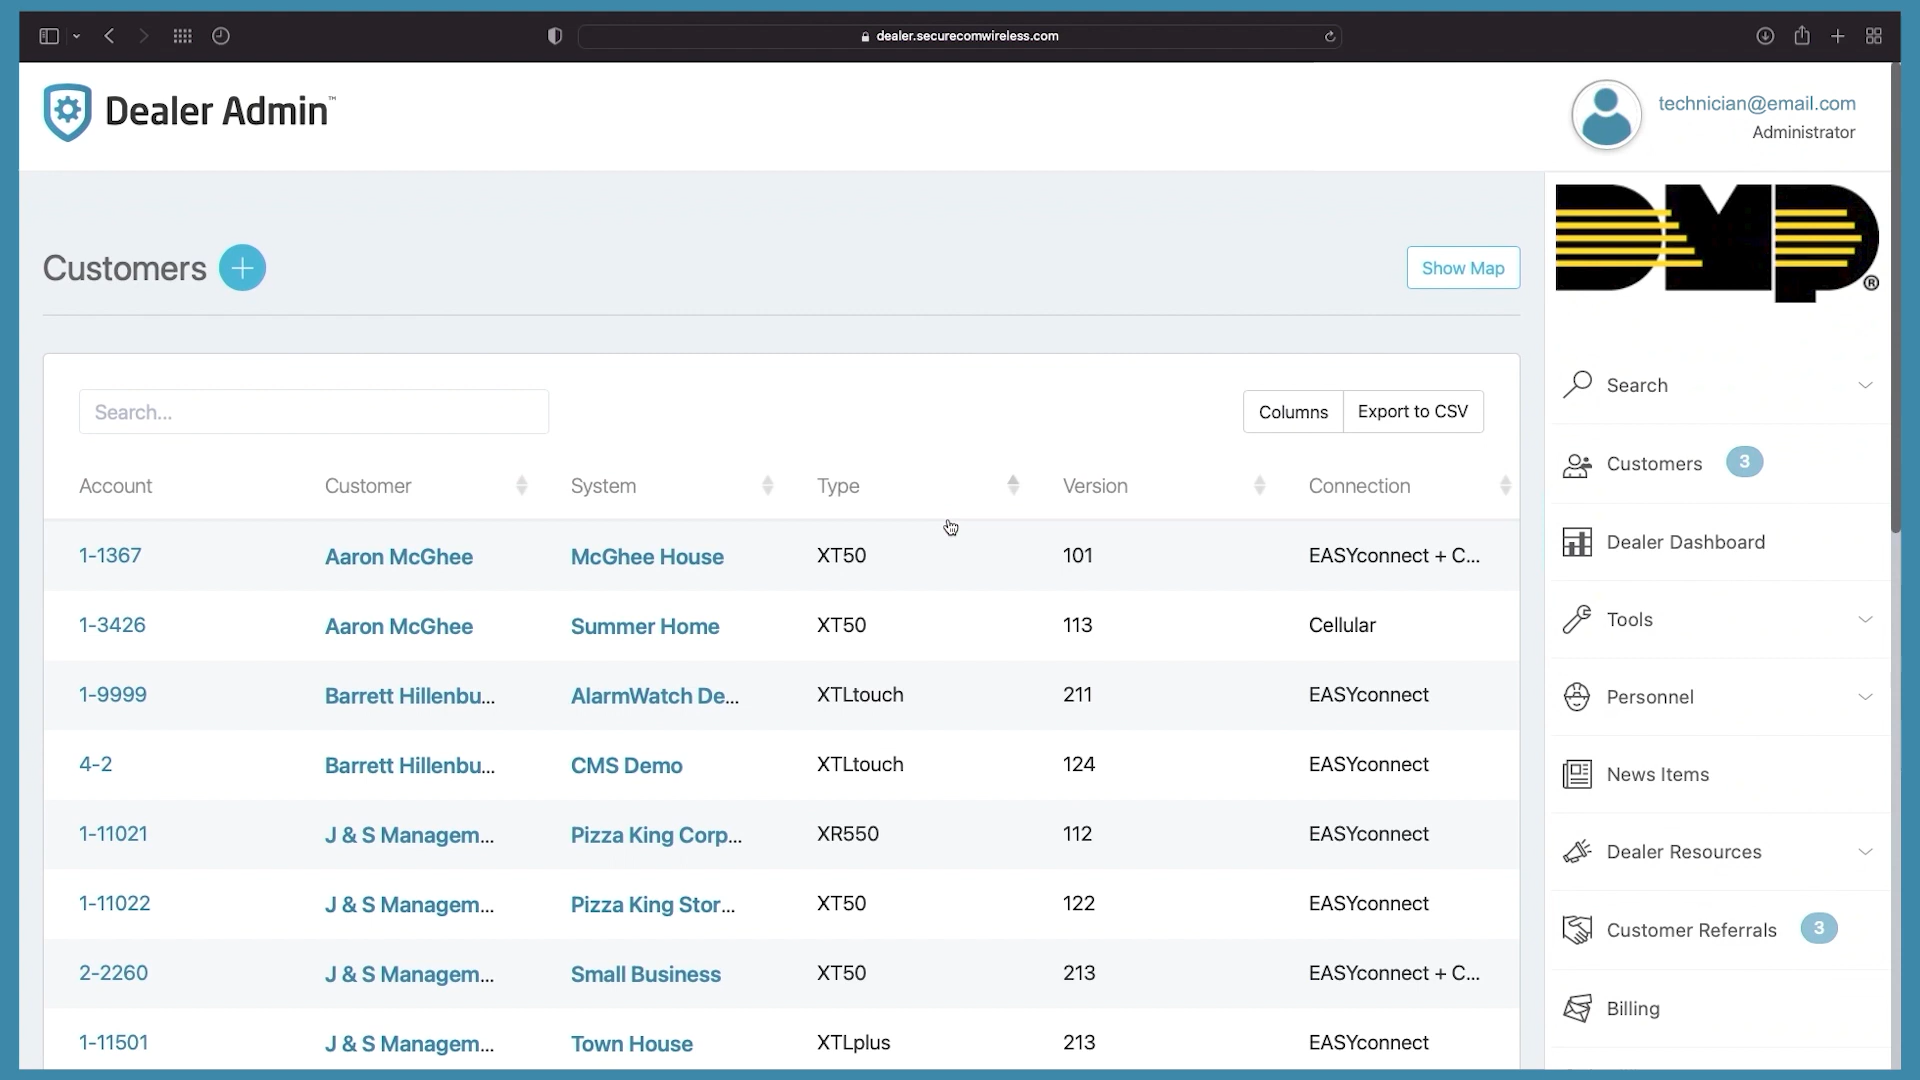 dealer.securecomwireless.com
Dealer Admin™
technician@email.com
Administrator
DMP®
Customers
Show Map
Search...
Columns
Export to CSV
Account Customer System Type Version Connection
1-1367 Aaron McGhee McGhee House XT50 101 EASYconnect + C...
1-3426 Aaron McGhee Summer Home XT50 113 Cellular
1-9999 Barrett Hillenbu... AlarmWatch De... XTLtouch 211 EASYconnect
4-2 Barrett Hillenbu... CMS Demo XTLtouch 124 EASYconnect
1-11021 J & S Managem... Pizza King Corp... XR550 112 EASYconnect
1-11022 J & S Managem... Pizza King Stor... XT50 122 EASYconnect
2-2260 J & S Managem... Small Business XT50 213 EASYconnect + C...
1-11501 J & S Managem... Town House XTLplus 213 EASYconnect
Search
Customers 3
Dealer Dashboard
Tools
Personnel
News Items
Dealer Resources
Customer Referrals 3
Billing